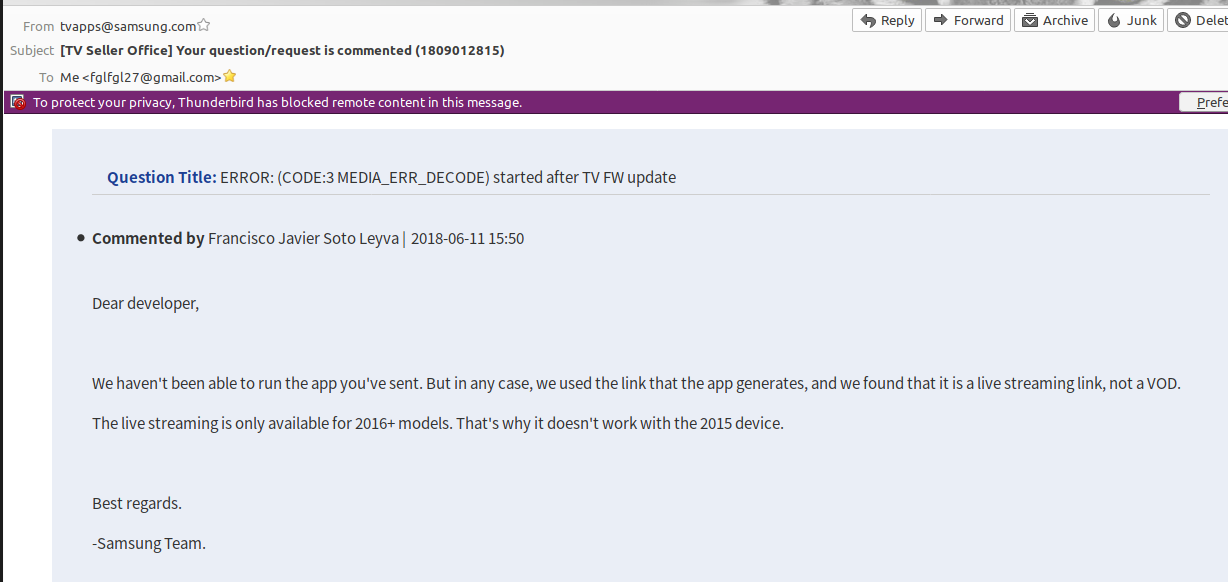 From tvapps@samsung.com
Reply Forward Archive Junk
Subject [TV Seller Office] Your question/request is commented (1809012815)
To Me <fglfgl27@gmail.com>
To protect your privacy, Thunderbird has blocked remote content in this message.
Question Title: ERROR: (CODE:3 MEDIA_ERR_DECODE) started after TV FW update
• Commented by Francisco Javier Soto Leyva | 2018-06-11 15:50
Dear developer,
We haven't been able to run the app you've sent. But in any case, we used the link that the app generates, and we found that it is a live streaming link, not a VOD.
The live streaming is only available for 2016+ models. That's why it doesn't work with the 2015 device.
Best regards.
-Samsung Team.